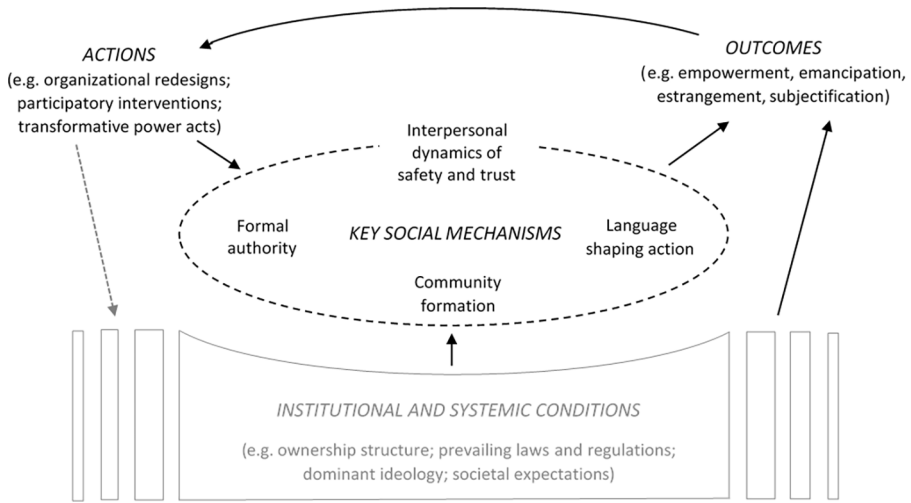 ACTIONS
(e.g. organizational redesigns;
participatory interventions;
transformative power acts)
OUTCOMES
(e.g. empowerment, emancipation,
estrangement, subjectification)
Interpersonal
dynamics of
safety and trust
Formal
authority
KEY SOCIAL MECHANISMS
Language
shaping action
Community
formation
INSTITUTIONAL AND SYSTEMIC CONDITIONS
(e.g. ownership structure; prevailing laws and regulations;
dominant ideology; societal expectations)